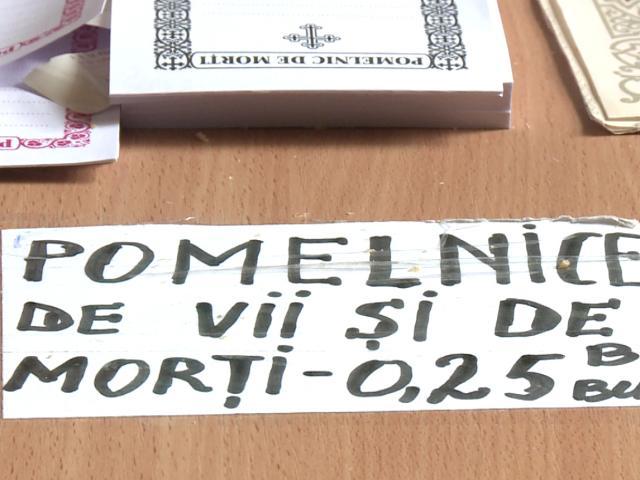 POMELNIC DE MORȚI
POMELNICE
DE VII ȘI DE
MORȚI-0,25